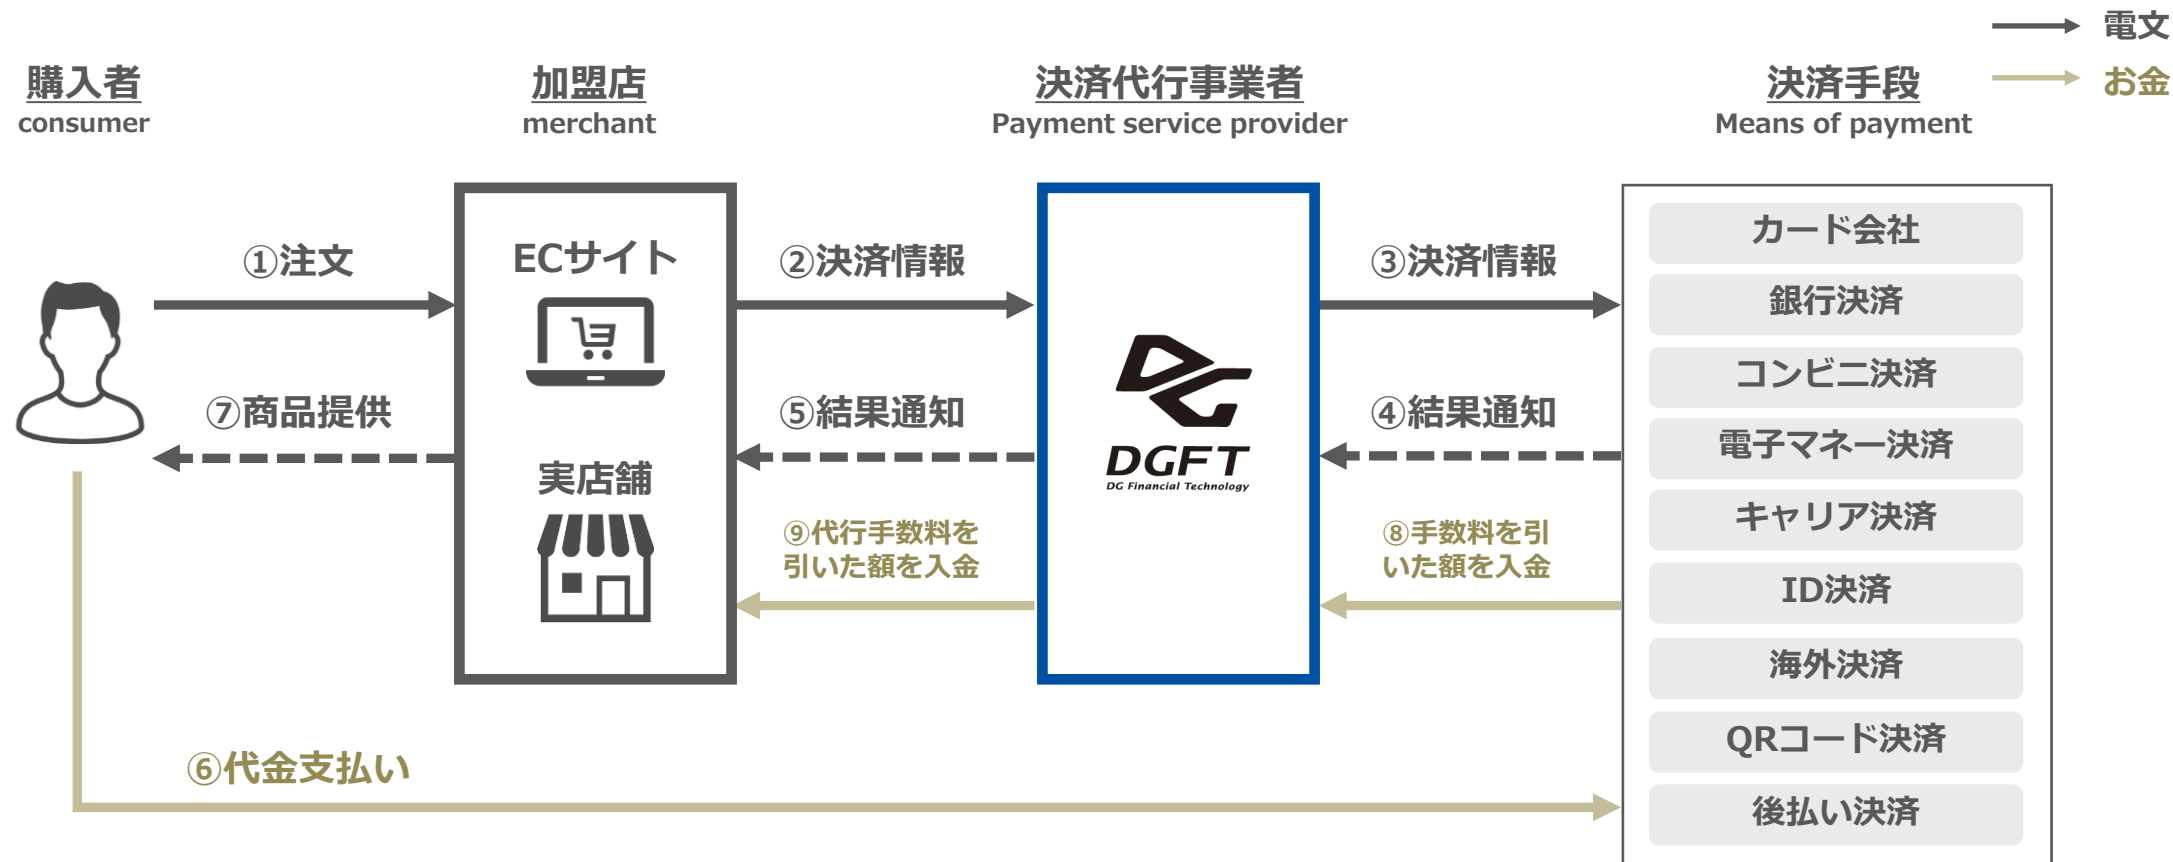 電文
お金
購入者
consumer
加盟店
merchant
決済代行事業者
Payment service provider
決済手段
Means of payment
①注文
⑦商品提供
ECサイト
実店舗
②決済情報
⑤結果通知
⑨代行手数料を
引いた額を入金
DGFT
DG Financial Technology
③決済情報
④結果通知
⑧手数料を引
いた額を入金
カード会社
銀行決済
コンビニ決済
電子マネー決済
キャリア決済
ID決済
海外決済
QRコード決済
後払い決済
⑥代金支払い